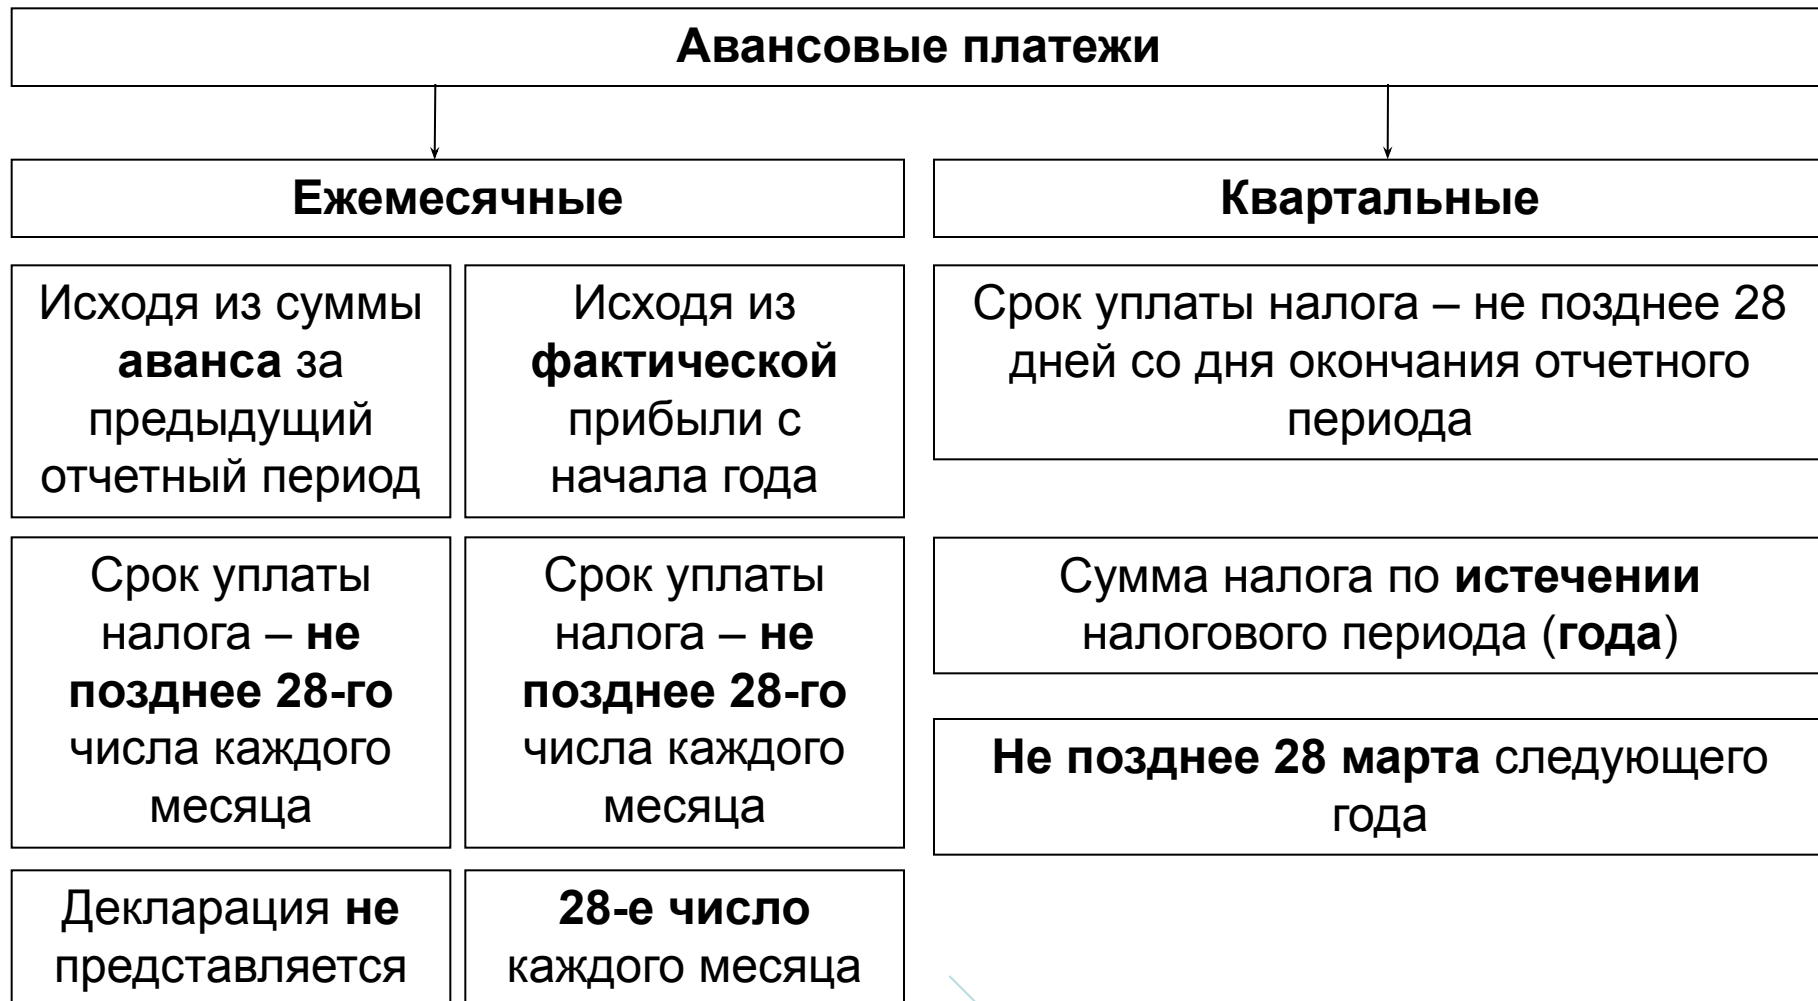 Авансовые платежи
Ежемесячные
Квартальные
Исходя из суммы
аванса за
предыдущий
отчетный период
Исходя из
фактической
прибыли с
начала года
Срок уплаты налога – не позднее 28
дней со дня окончания отчетного
периода
Срок уплаты
налога – не
позднее 28-го
числа каждого
месяца
Срок уплаты
налога – не
позднее 28-го
числа каждого
месяца
Сумма налога по истечении
налогового периода (года)
Не позднее 28 марта следующего
года
Декларация не
представляется
28-е число
каждого месяца